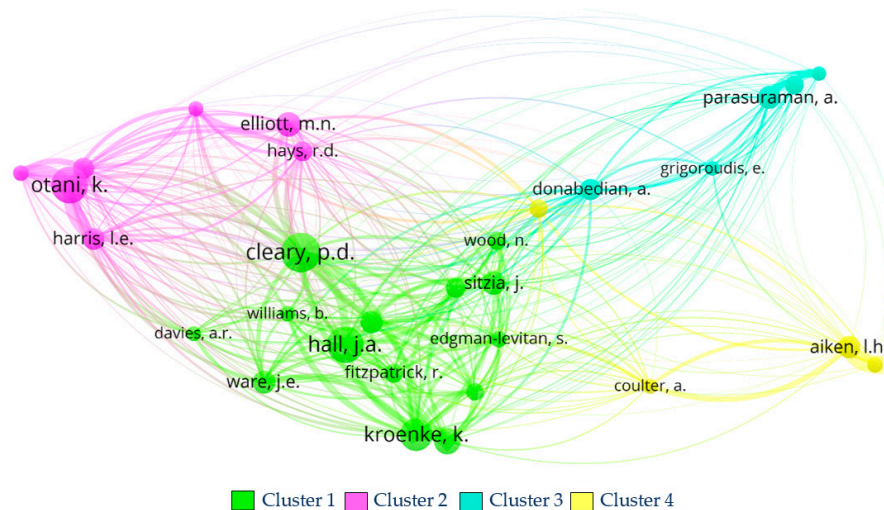 parasuraman, a.
elliott, m.n.
hays, r.d.
grigoroudis, e.
otani, k.
donabedian, a.
harris, l.e.
wood, n.
cleary, p.d.
sitzia, j.
williams, b.
davies, a.r.
edgman-levitan, s.
hall, j.a.
aiken, l.h
fitzpatrick, r.
ware, j.e.
coulter, a.
kroenke, k.
Cluster 1 Cluster 2 Cluster 3 Cluster 4